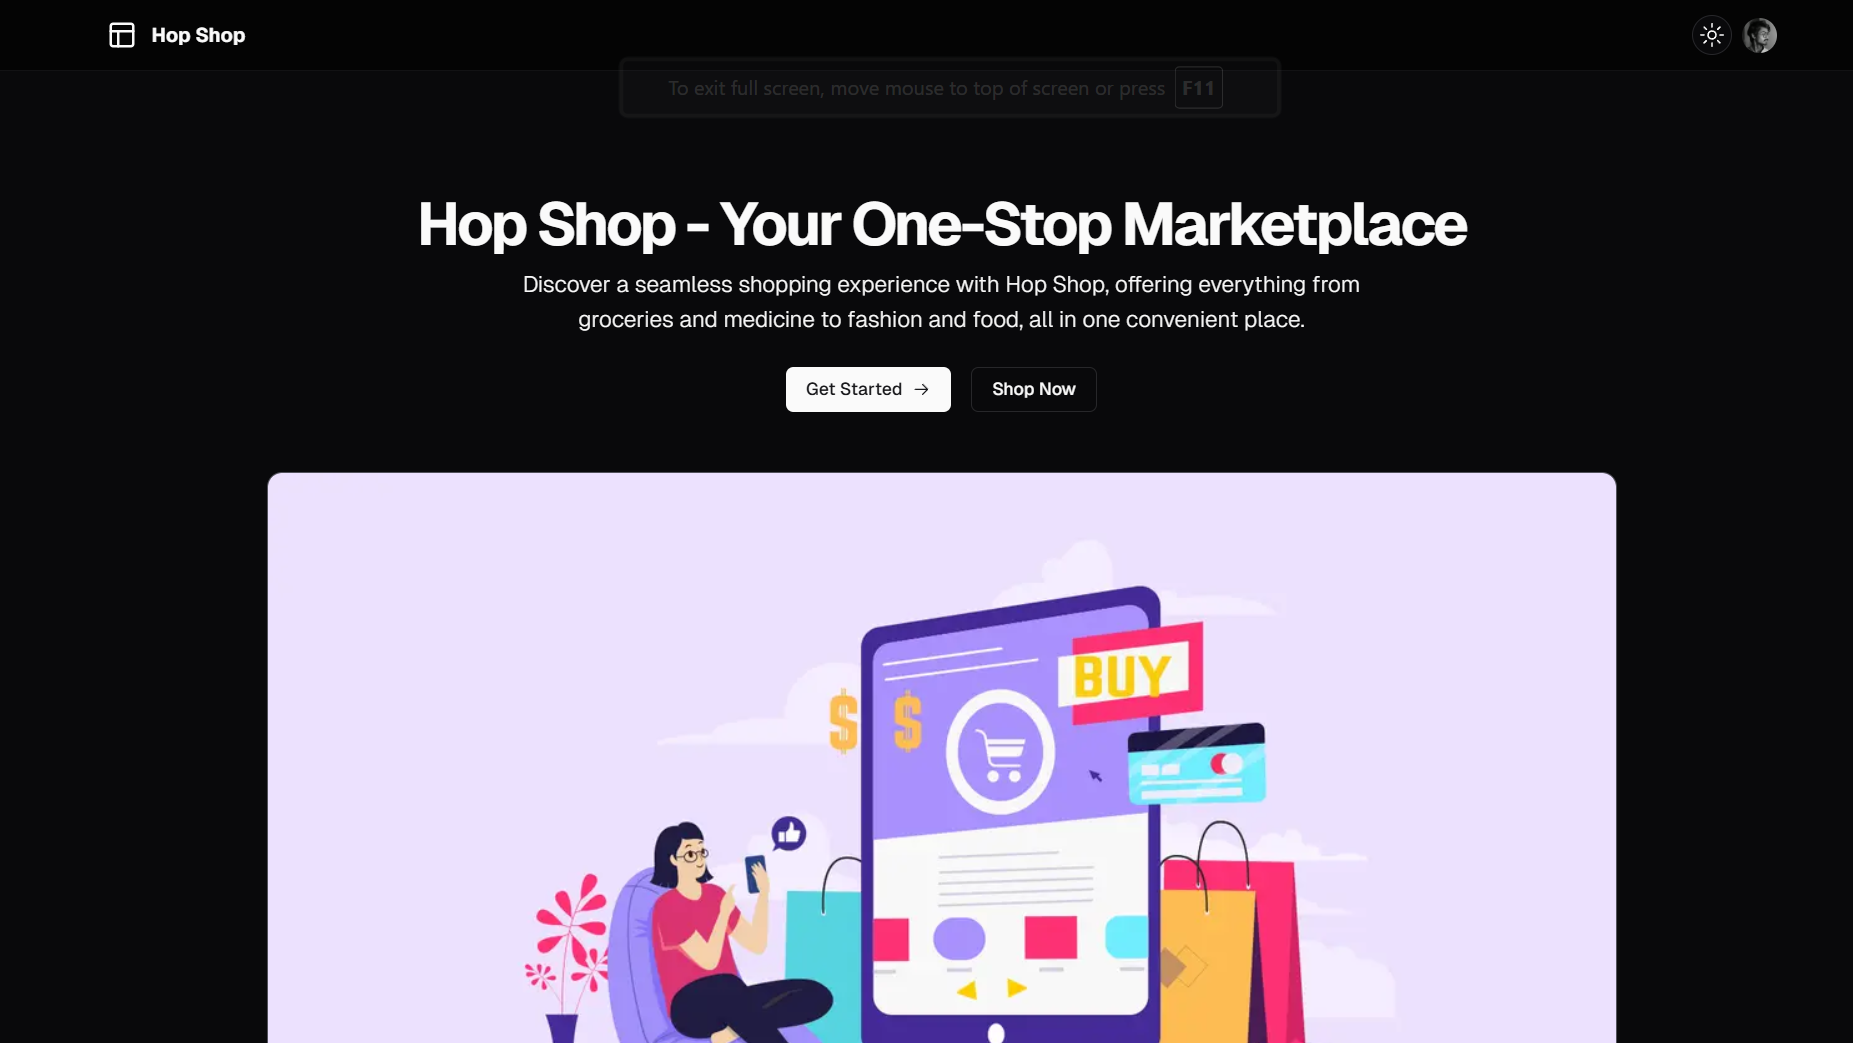 Hop Shop
To exit full screen, move mouse to top of screen or press F11
Hop Shop - Your One-Stop Marketplace
Discover a seamless shopping experience with Hop Shop, offering everything from
groceries and medicine to fashion and food, all in one convenient place.
Get Started →
Shop Now
BUY
$ $